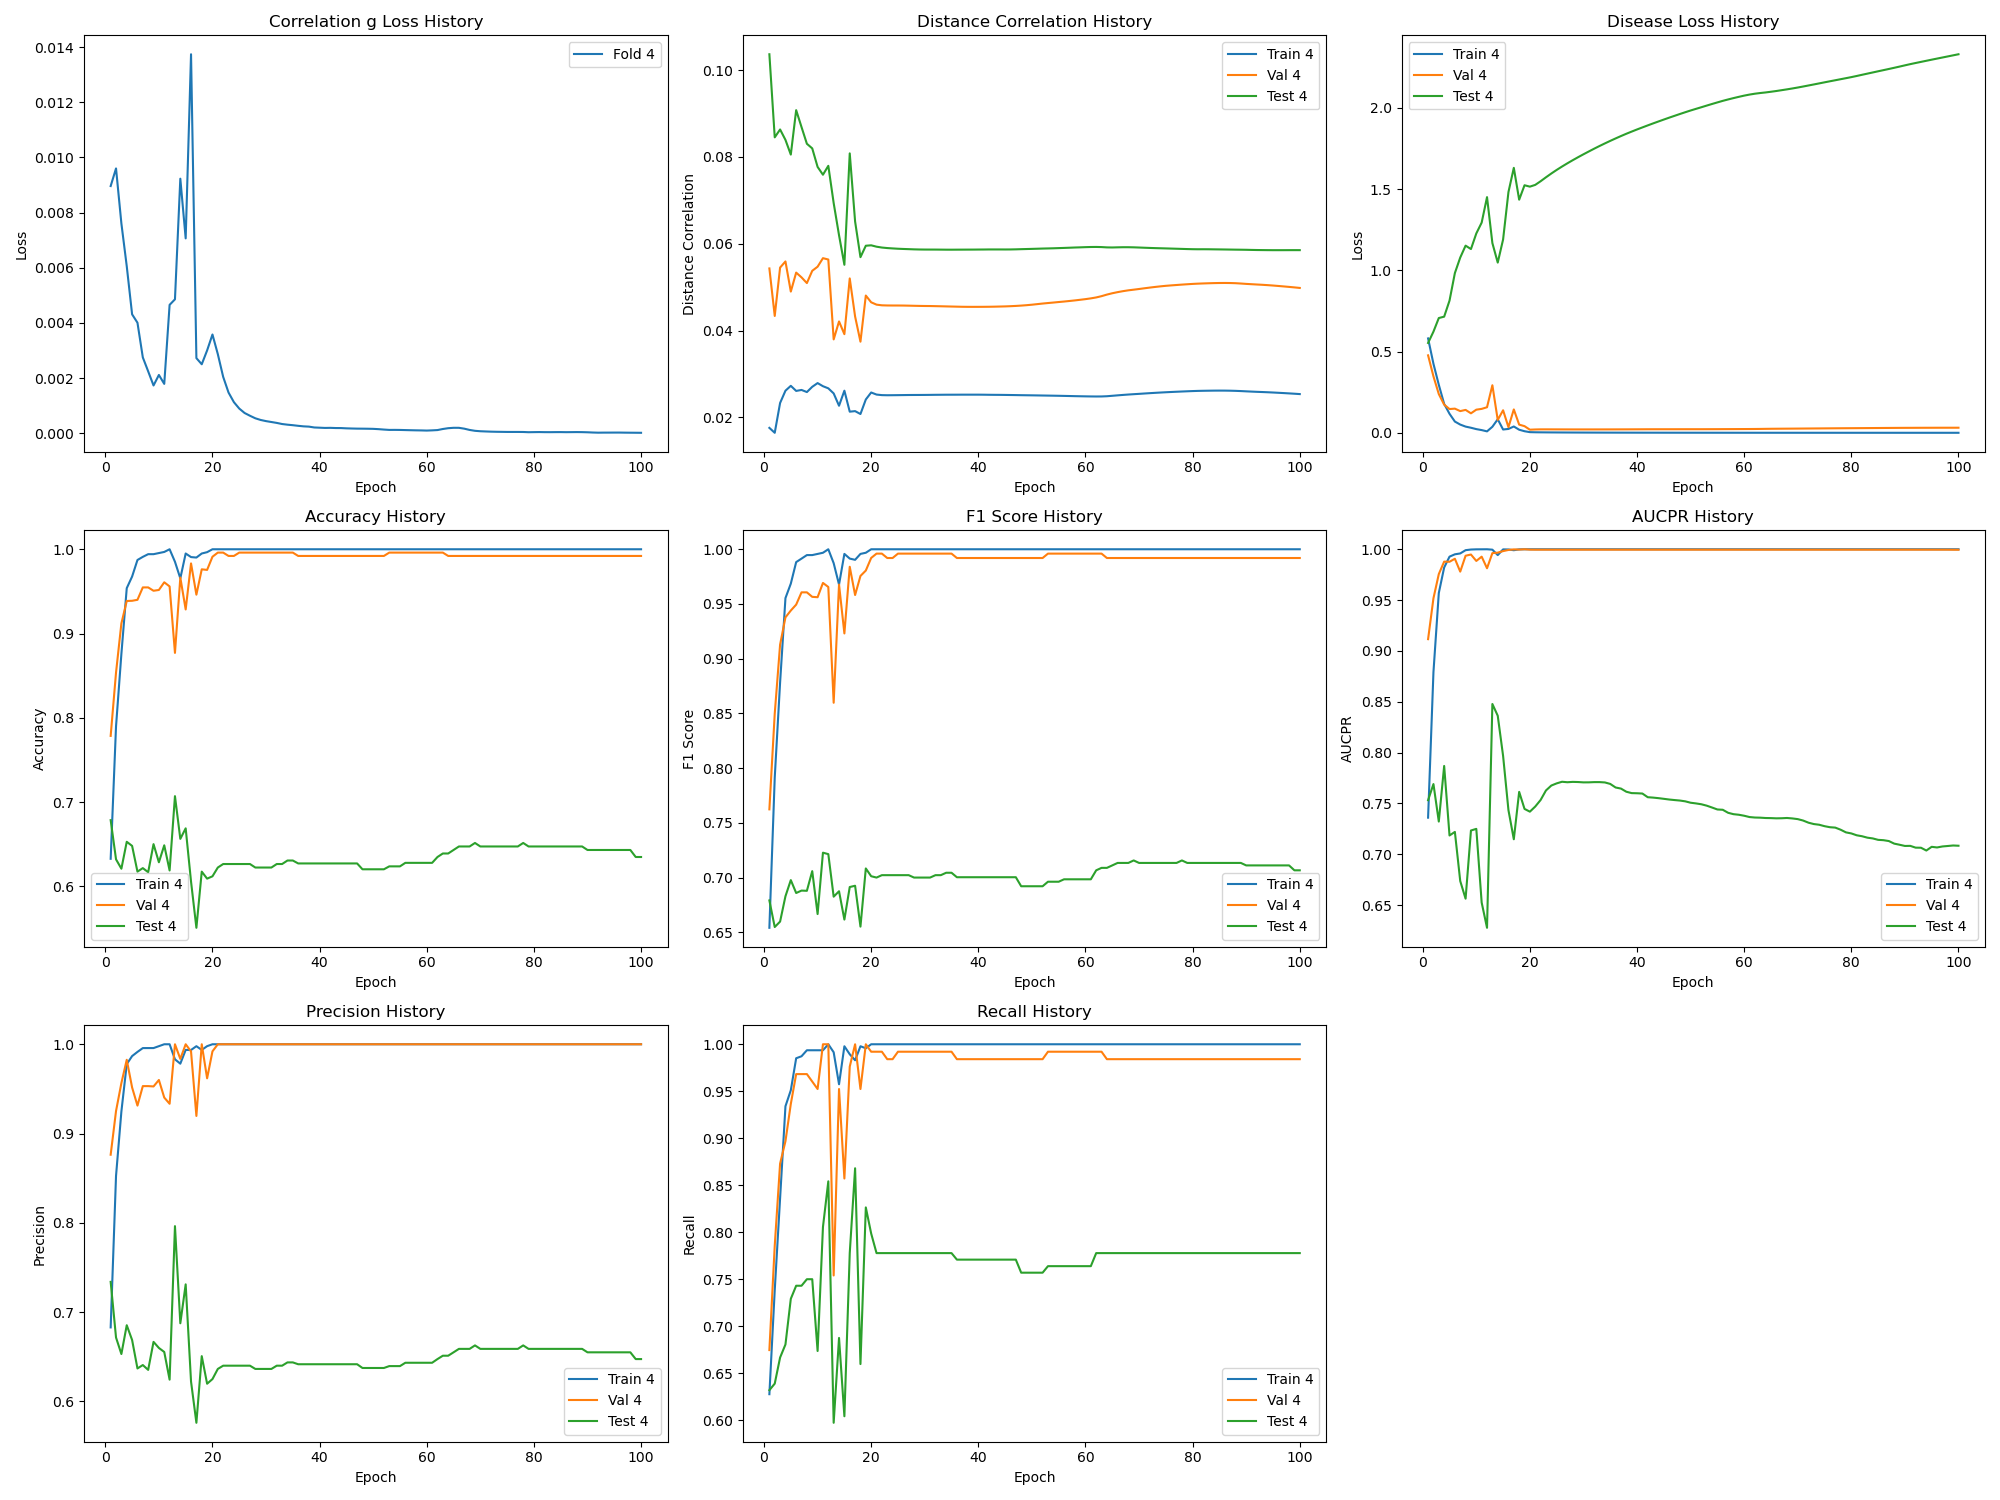 Correlation g Loss History
Loss
0.014
0.012
0.010
0.008
0.006
0.004
0.002
0.000
0 20 40 60 80 100
Epoch
Fold 4
Distance Correlation History
Distance Correlation
0.10
0.08
0.06
0.04
0.02
0 20 40 60 80 100
Epoch
Train 4
Val 4
Test 4
Disease Loss History
Loss
2.0
1.5
1.0
0.5
0.0
0 20 40 60 80 100
Epoch
Train 4
Val 4
Test 4
Accuracy History
Accuracy
1.0
0.9
0.8
0.7
0.6
0 20 40 60 80 100
Epoch
Train 4
Val 4
Test 4
F1 Score History
F1 Score
1.00
0.95
0.90
0.85
0.80
0.75
0.70
0.65
0 20 40 60 80 100
Epoch
Train 4
Val 4
Test 4
AUCPR History
AUCPR
1.00
0.95
0.90
0.85
0.80
0.75
0.70
0.65
0 20 40 60 80 100
Epoch
Train 4
Val 4
Test 4
Precision History
Precision
1.0
0.9
0.8
0.7
0.6
0 20 40 60 80 100
Epoch
Train 4
Val 4
Test 4
Recall History
Recall
1.00
0.95
0.90
0.85
0.80
0.75
0.70
0.65
0.60
0 20 40 60 80 100
Epoch
Train 4
Val 4
Test 4